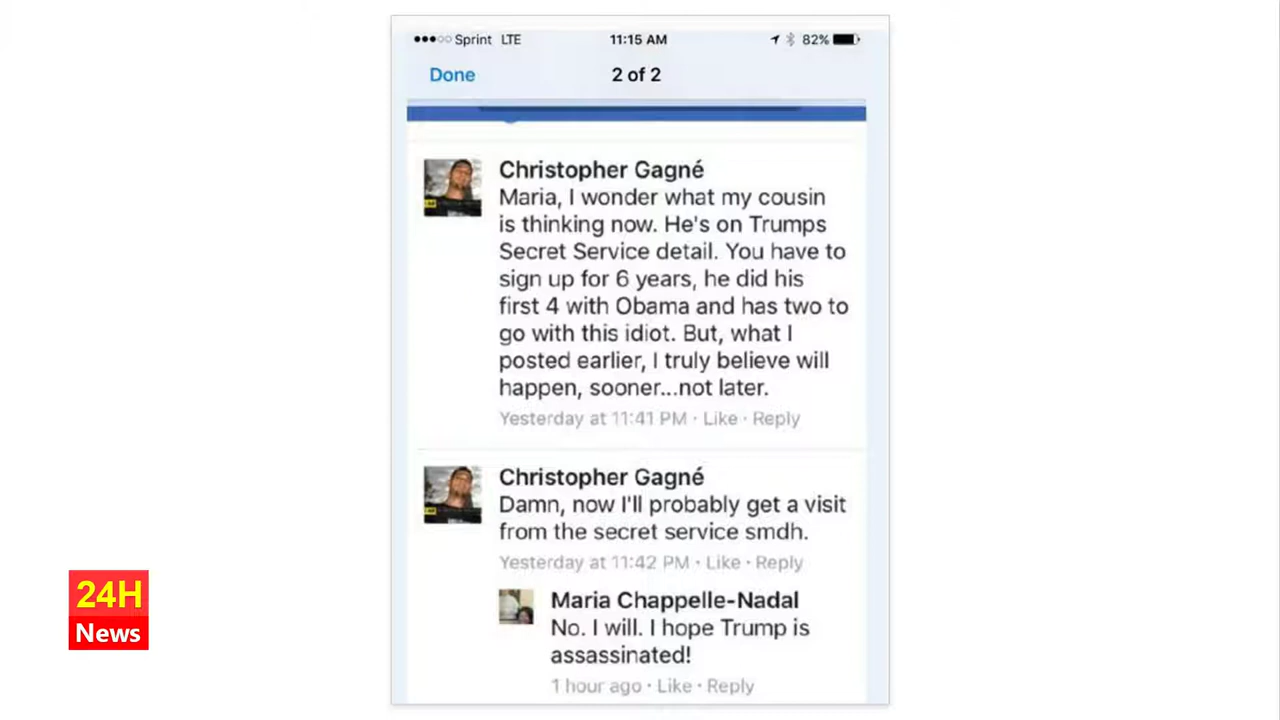 Sprint LTE 11:15 AM 82%
Done 2 of 2
Christopher Gagné
Maria, I wonder what my cousin
is thinking now. He's on Trumps
Secret Service detail. You have to
sign up for 6 years, he did his
first 4 with Obama and has two to
go with this idiot. But, what I
posted earlier, I truly believe will
happen, sooner...not later.
Yesterday at 11:41 PM · Like · Reply
Christopher Gagné
Damn, now I'll probably get a visit
from the secret service smdh.
Yesterday at 11:42 PM · Like · Reply
Maria Chappelle-Nadal
No. I will. I hope Trump is
assassinated!
1 hour ago · Like · Reply
24H
News